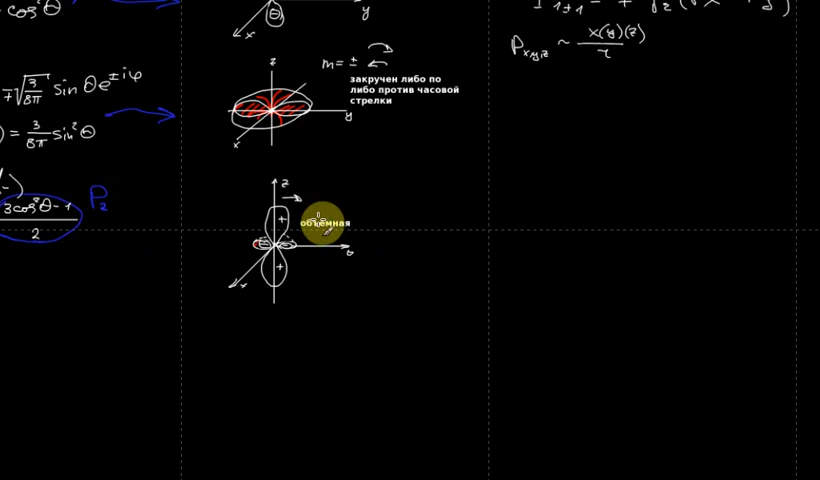 cos²Θ
y
x
Θ
P_{x,y,z} ~ x(y)(z) / r
z
m = ±
закручен либо по
либо против часовой
стрелки
∓√(3/8π) sin Θ e^{±iφ}
y
) = 3/8π sin²Θ
x
z
3cos²Θ-1 / 2
P₂
+
объёмная
+
x